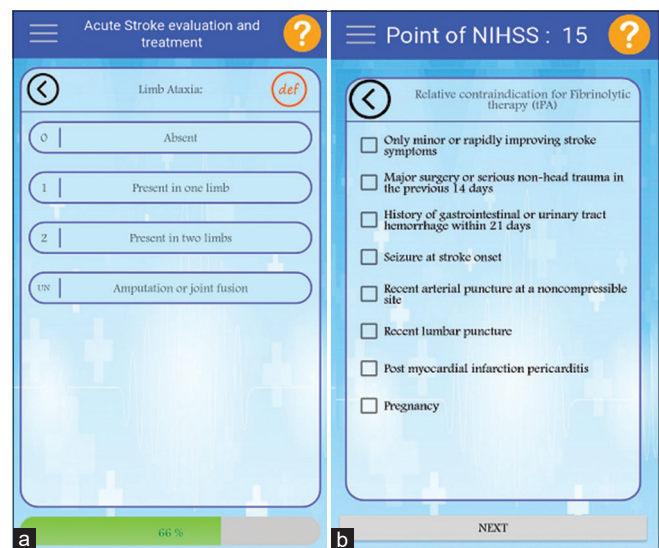 Acute Stroke evaluation and
treatment
?
Limb Ataxia:
def
0 Absent
1 Present in one limb
2 Present in two limbs
UN Amputation or joint fusion
66 %
a
Point of NIHSS : 15
?
Relative contraindication for Fibrinolytic
therapy (tPA)
Only minor or rapidly improving stroke
symptoms
Major surgery or serious non-head trauma in
the previous 14 days
History of gastrointestinal or urinary tract
hemorrhage within 21 days
Seizure at stroke onset
Recent arterial puncture at a noncompressible
site
Recent lumbar puncture
Post myocardial infarction pericarditis
Pregnancy
NEXT
b